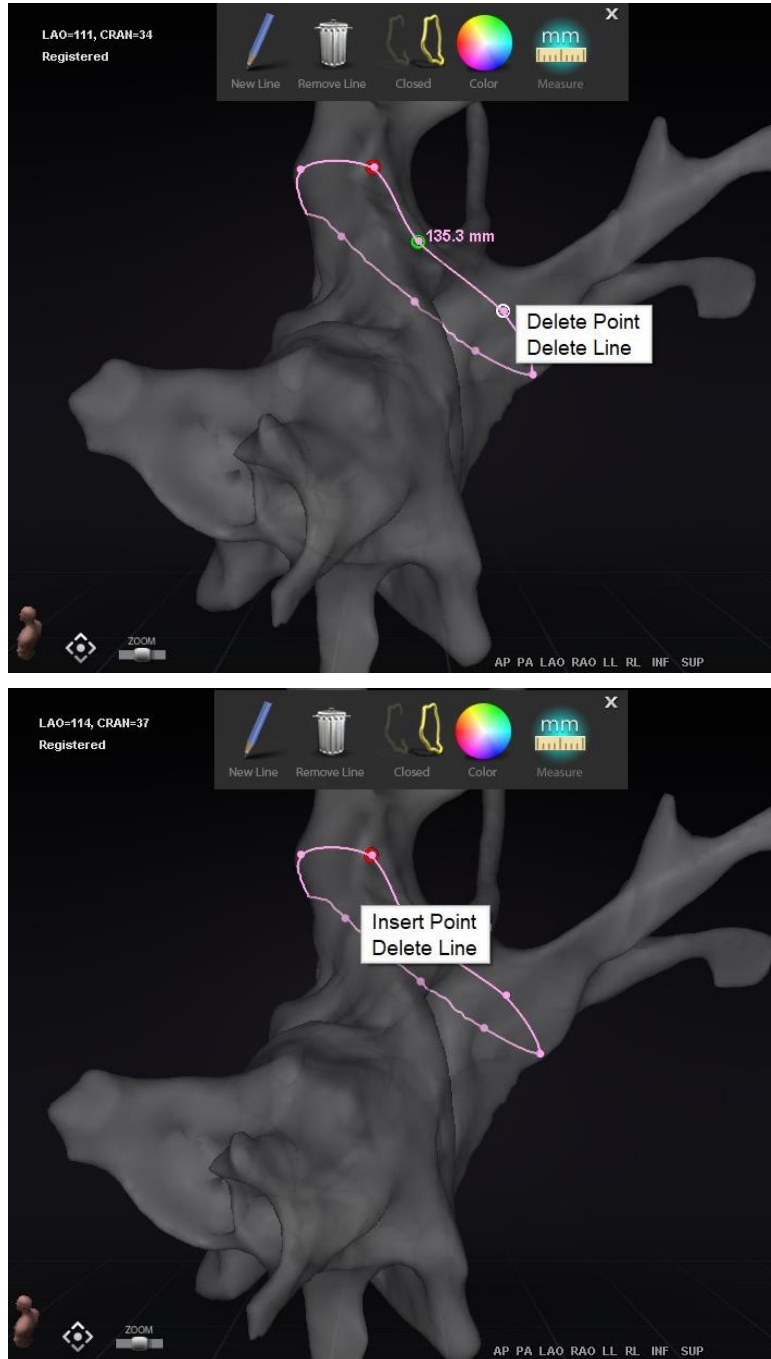 LAO=111, CRAN=34
Registered
X
mm
New Line Remove Line Closed Color Measure
135.3 mm
Delete Point
Delete Line
ZOOM
AP PA LAO RAO LL RL INF SUP
LAO=114, CRAN=37
Registered
X
mm
New Line Remove Line Closed Color Measure
Insert Point
Delete Line
ZOOM
AP PA LAO RAO LL RL INF SUP